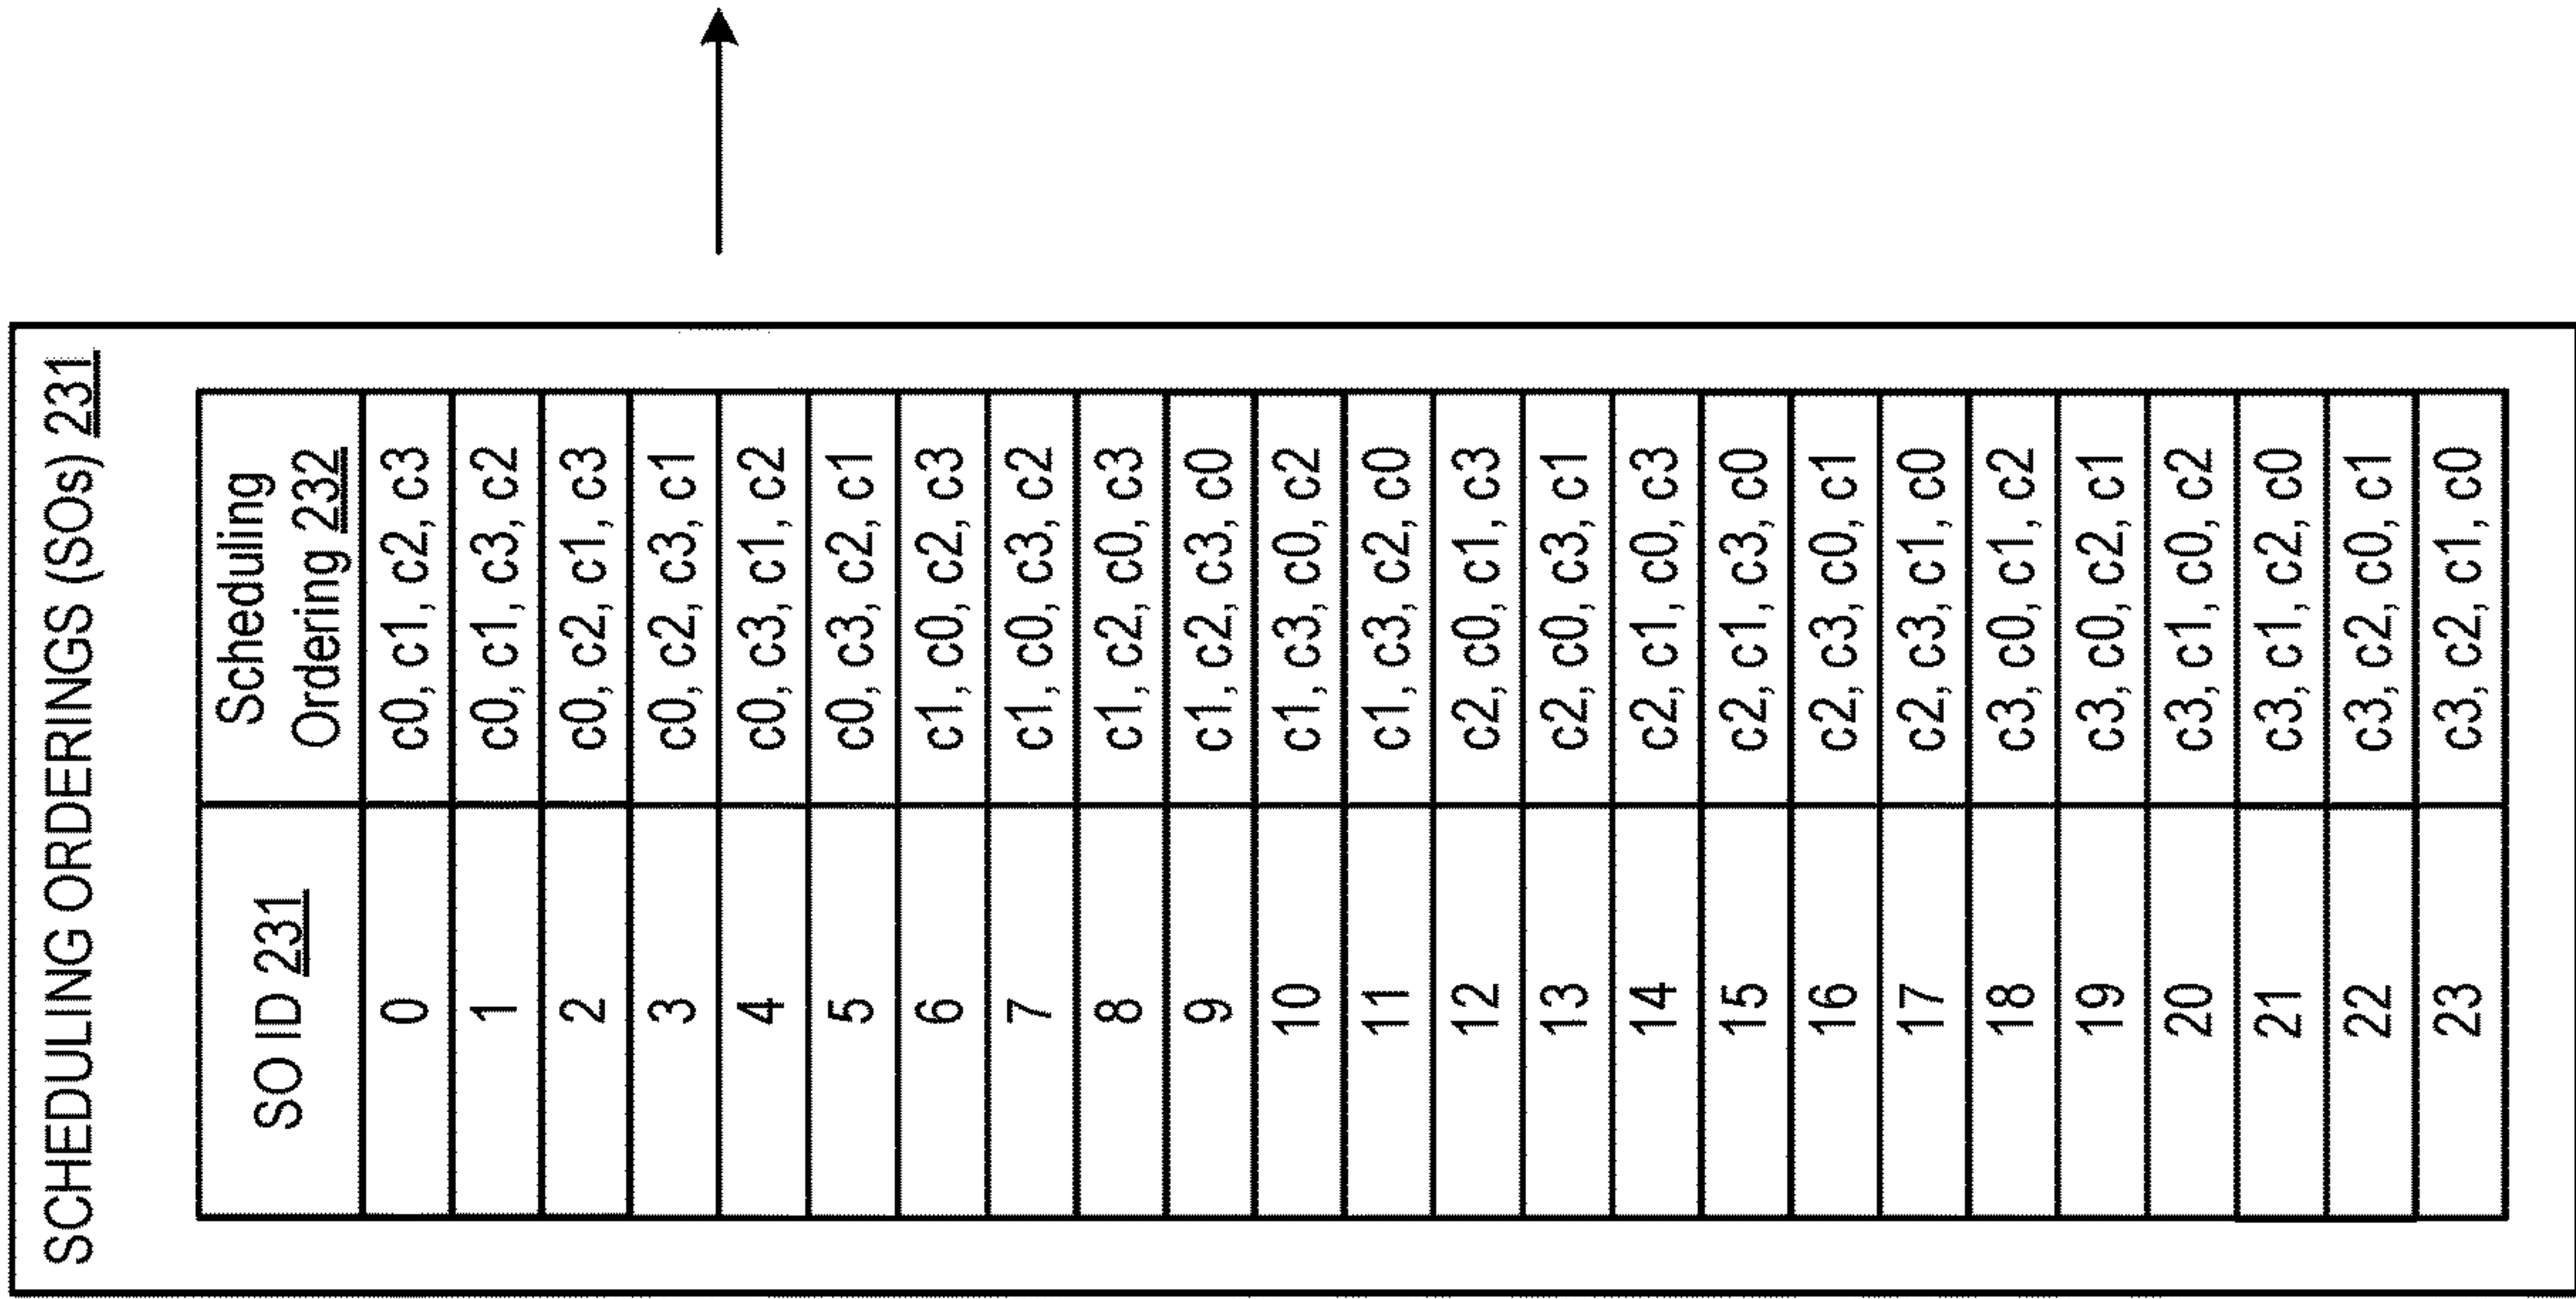 SCHEDULING ORDERINGS (SOs) 231
SO ID 231 Scheduling
Ordering 232
0 c0, c1, c2, c3
1 c0, c1, c3, c2
2 c0, c2, c1, c3
3 c0, c2, c3, c1
4 c0, c3, c1, c2
5 c0, c3, c2, c1
6 c1, c0, c2, c3
7 c1, c0, c3, c2
8 c1, c2, c0, c3
9 c1, c2, c3, c0
10 c1, c3, c0, c2
11 c1, c3, c2, c0
12 c2, c0, c1, c3
13 c2, c0, c3, c1
14 c2, c1, c0, c3
15 c2, c1, c3, c0
16 c2, c3, c0, c1
17 c2, c3, c1, c0
18 c3, c0, c1, c2
19 c3, c0, c2, c1
20 c3, c1, c0, c2
21 c3, c1, c2, c0
22 c3, c2, c0, c1
23 c3, c2, c1, c0